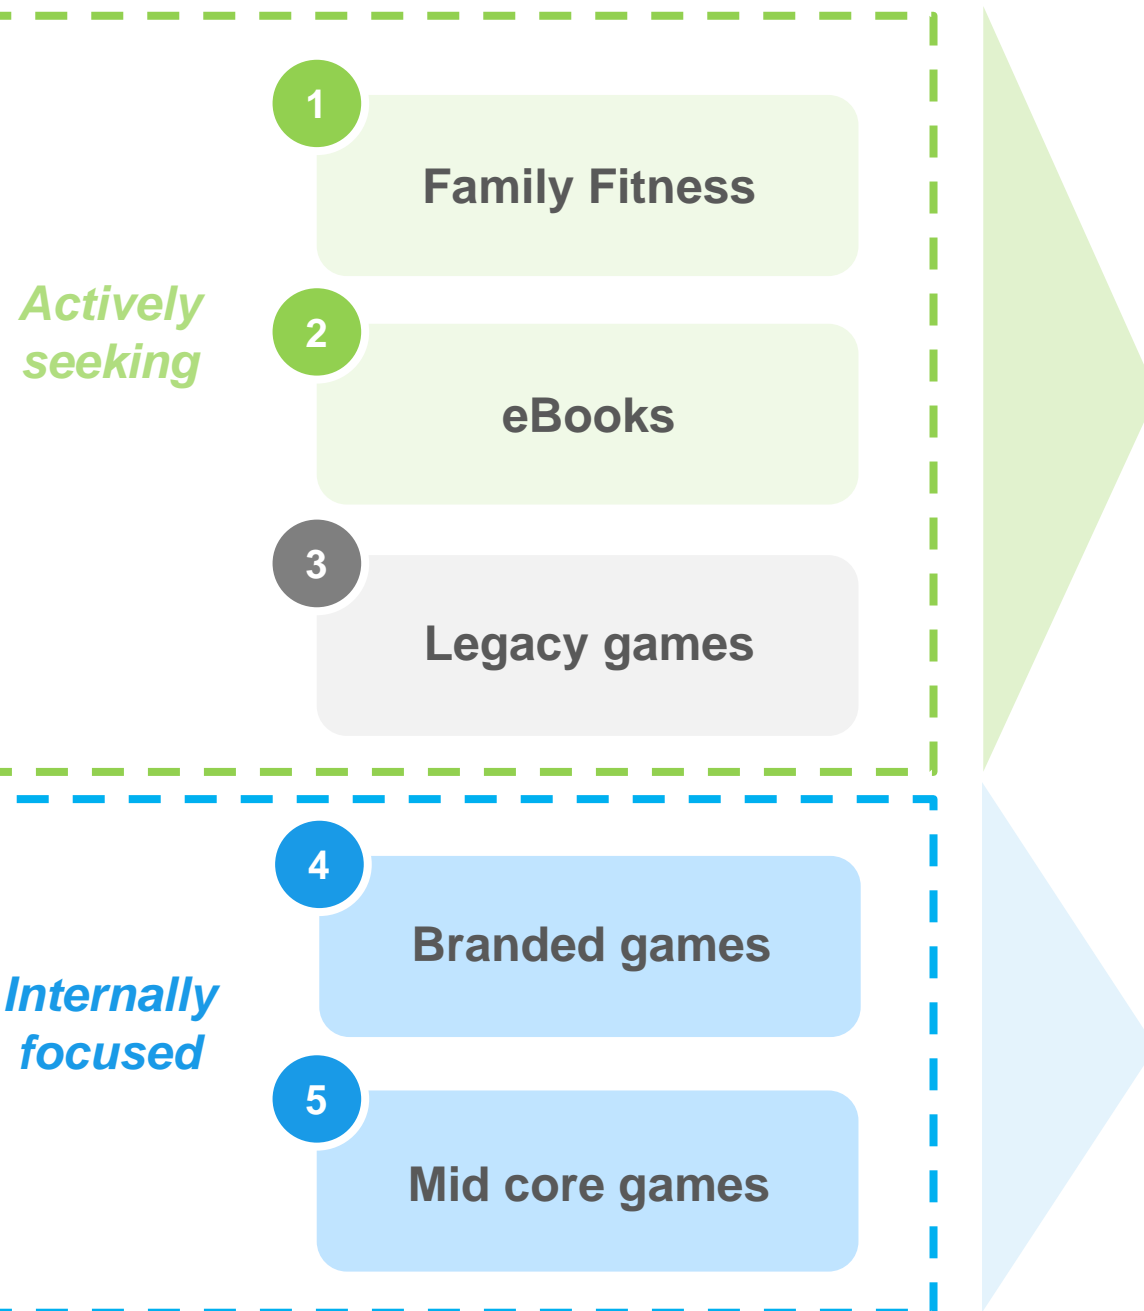 1
Family Fitness
Actively
seeking
2
eBooks
3
Legacy games
4
Branded games
Internally
focused
5
Mid core games